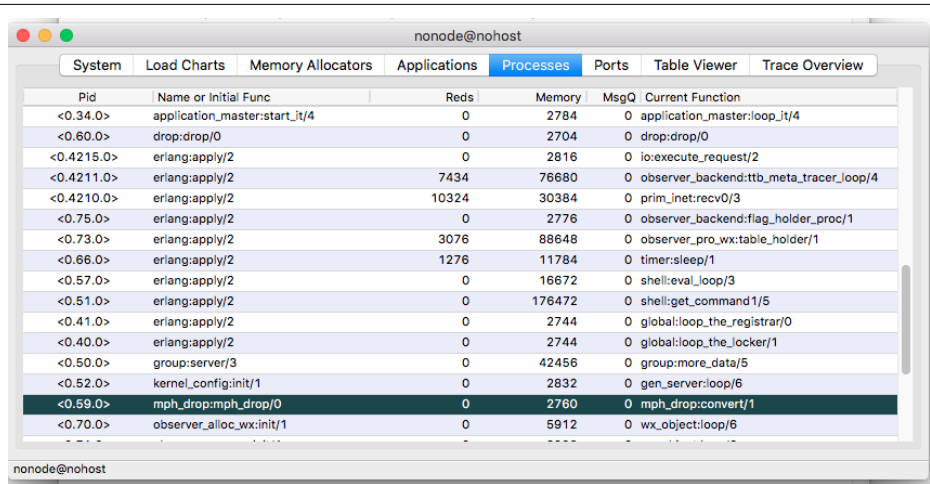 nonode@nohost
System Load Charts Memory Allocators Applications Processes Ports Table Viewer Trace Overview
Pid Name or Initial Func Reds Memory MsgQ Current Function
<0.34.0> application_master:start_it/4 0 2784 0 application_master:loop_it/4
<0.60.0> drop:drop/0 0 2704 0 drop:drop/0
<0.4215.0> erlang:apply/2 0 2816 0 io:execute_request/2
<0.4211.0> erlang:apply/2 7434 76680 0 observer_backend:ttb_meta_tracer_loop/4
<0.4210.0> erlang:apply/2 10324 30384 0 prim_inet:recv0/3
<0.75.0> erlang:apply/2 0 2776 0 observer_backend:flag_holder_proc/1
<0.73.0> erlang:apply/2 3076 88648 0 observer_pro_wx:table_holder/1
<0.66.0> erlang:apply/2 1276 11784 0 timer:sleep/1
<0.57.0> erlang:apply/2 0 16672 0 shell:eval_loop/3
<0.51.0> erlang:apply/2 0 176472 0 shell:get_command1/5
<0.41.0> erlang:apply/2 0 2744 0 global:loop_the_registrar/0
<0.40.0> erlang:apply/2 0 2744 0 global:loop_the_locker/1
<0.50.0> group:server/3 0 42456 0 group:more_data/5
<0.52.0> kernel_config:init/1 0 2832 0 gen_server:loop/6
<0.59.0> mph_drop:mph_drop/0 0 2760 0 mph_drop:convert/1
<0.70.0> observer_alloc_wx:init/1 0 5912 0 wx_object:loop/6
nonode@nohost